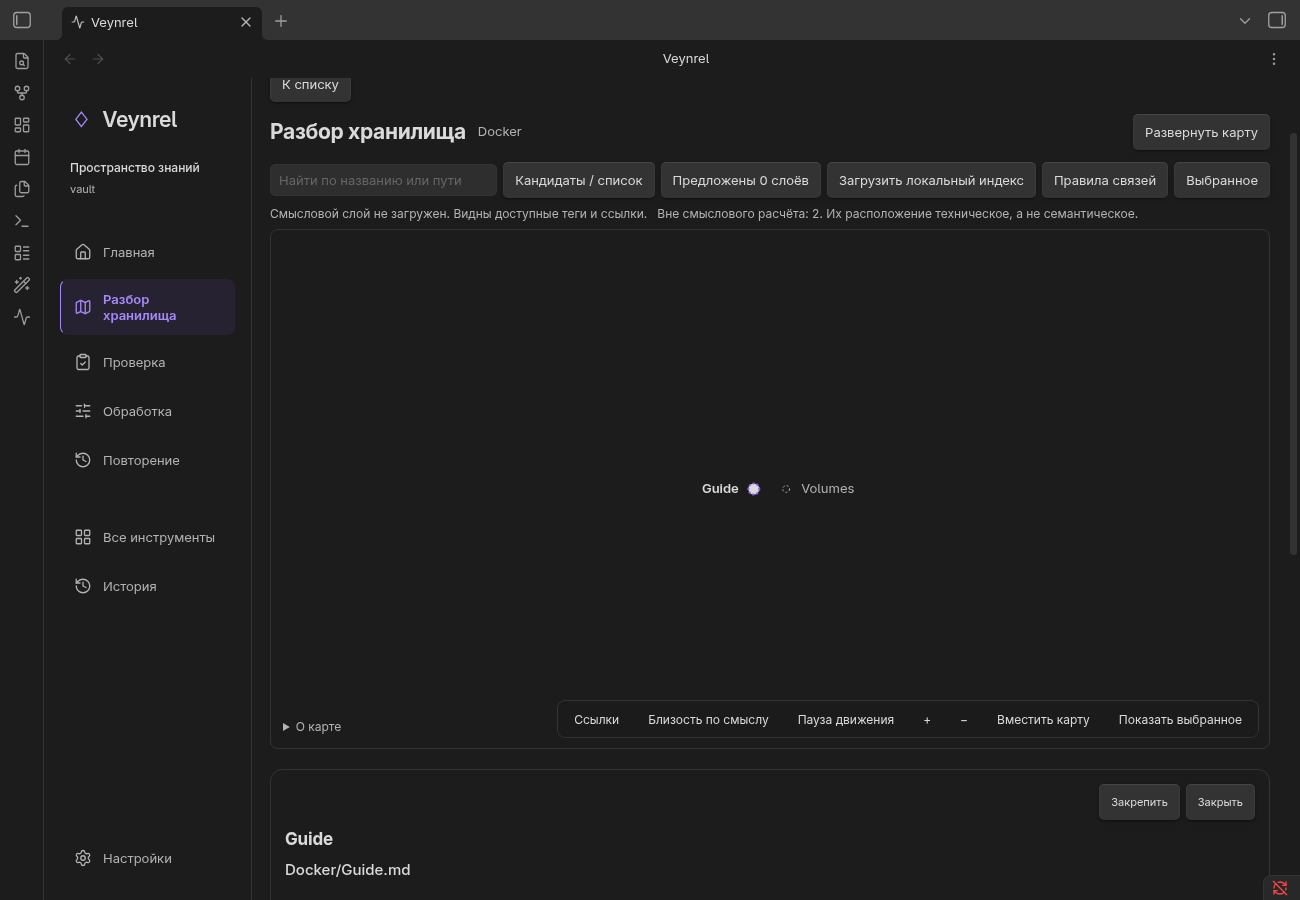 Veynrel
Veynrel
К списку
Veynrel
Разбор хранилища Docker
Развернуть карту
Пространство знаний
vault
Найти по названию или пути
Кандидаты / список
Предложены 0 слоёв
Загрузить локальный индекс
Правила связей
Выбранное
Смысловой слой не загружен. Видны доступные теги и ссылки. Вне смыслового расчёта: 2. Их расположение техническое, а не семантическое.
Главная
Разбор
хранилища
Проверка
Обработка
Повторение
Все инструменты
История
Настройки
Guide
Volumes
О карте
Ссылки
Близость по смыслу
Пауза движения
+
−
Вместить карту
Показать выбранное
Закрепить
Закрыть
Guide
Docker/Guide.md